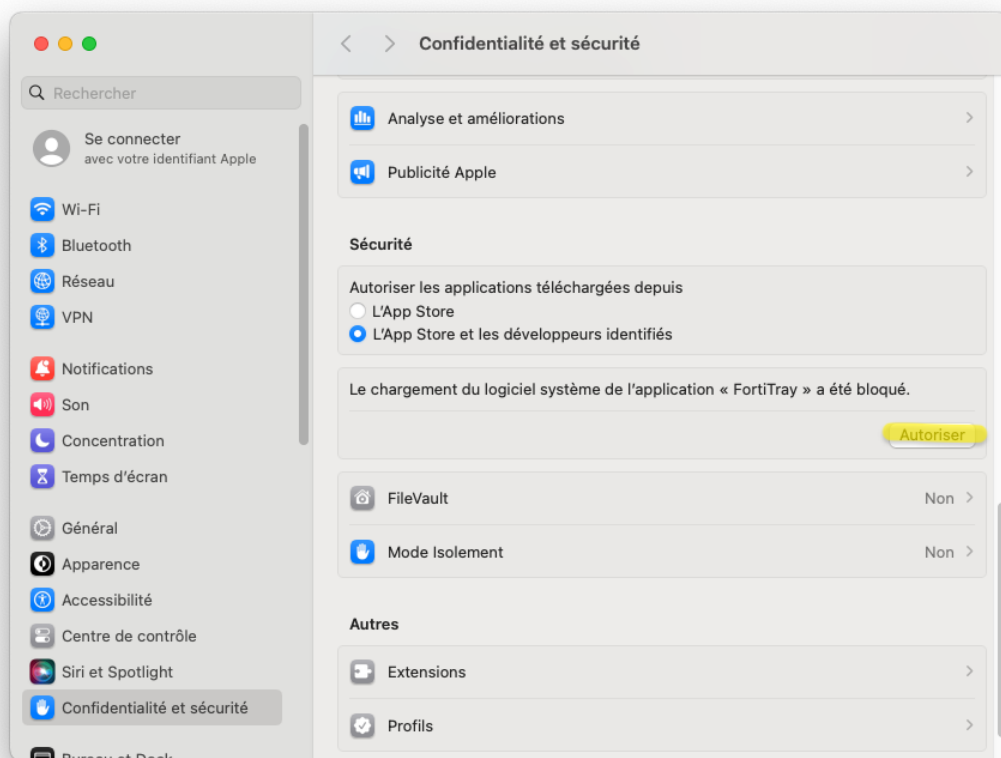 Confidentialité et sécurité
Rechercher
Se connecter
avec votre identifiant Apple
Wi-Fi
Bluetooth
Réseau
VPN
Notifications
Son
Concentration
Temps d’écran
Général
Apparence
Accessibilité
Centre de contrôle
Siri et Spotlight
Confidentialité et sécurité
Bureau et Dock
Analyse et améliorations
Publicité Apple
Sécurité
Autoriser les applications téléchargées depuis
L’App Store
L’App Store et les développeurs identifiés
Le chargement du logiciel système de l’application « FortiTray » a été bloqué.
Autoriser
FileVault Non
Mode Isolement Non
Autres
Extensions
Profils